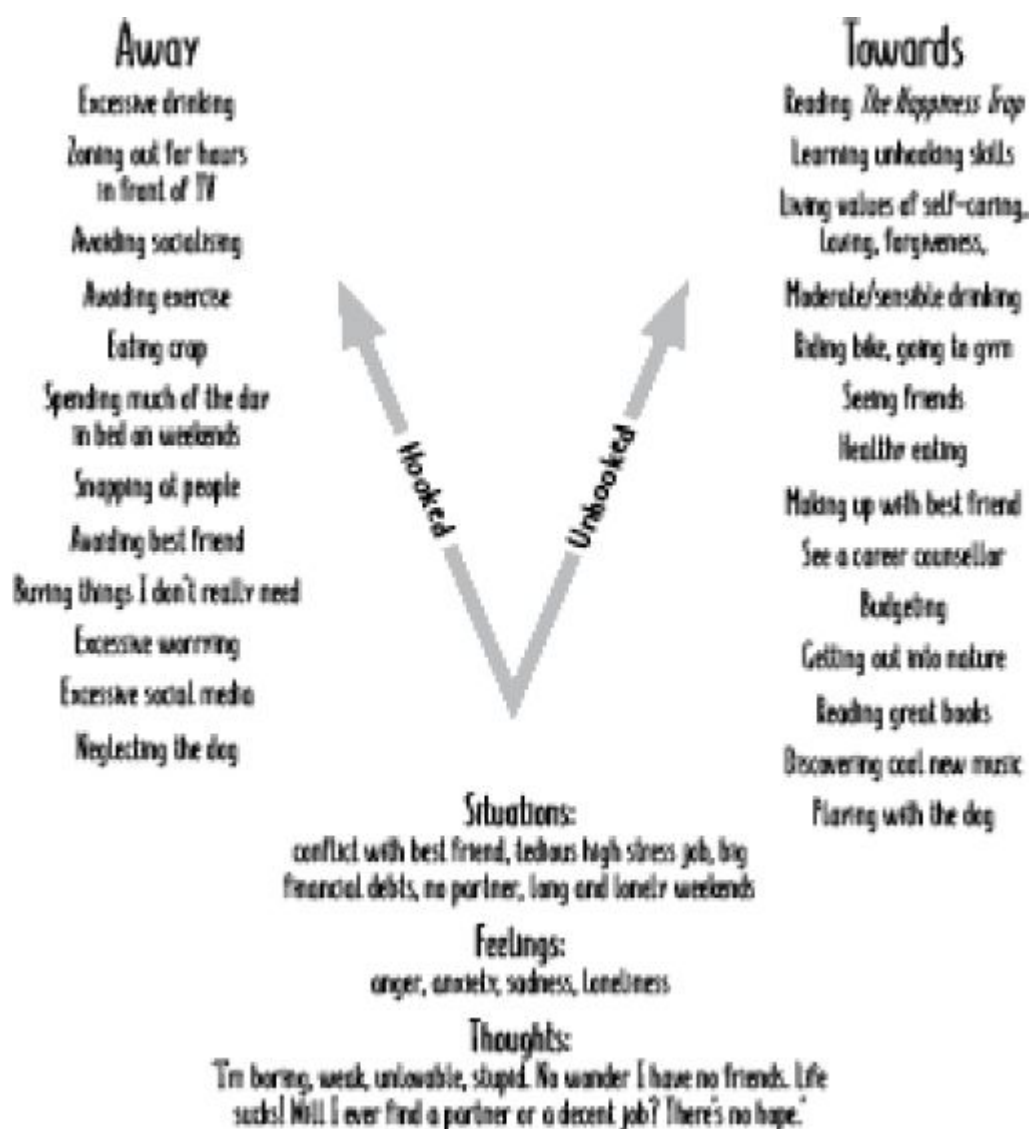 Away
Excessive drinking
Zoning out for hours
in front of TV
Avoiding socialising
Avoiding exercise
Eating crap
Spending much of the day
in bed on weekends
Snapping at people
Avoiding best friend
Buying things I don't really need
Excessive worrying
Excessive social media
Neglecting the dog
Hooked
Unhooked
Towards
Reading The Happiness Trap
Learning unhooking skills
Living values of self-caring,
loving, forgiveness,
Moderate/sensible drinking
Riding bike, going to gym
Seeing friends
Healthy eating
Making up with best friend
See a career counsellor
Budgeting
Getting out into nature
Reading great books
Discovering cool new music
Playing with the dog
Situations:
conflict with best friend, tedious high stress job, big
financial debts, no partner, long and lonely weekends
Feelings:
anger, anxiety, sadness, loneliness
Thoughts:
'I'm boring, weak, unlovable, stupid. No wonder I have no friends. Life
sucks! Will I ever find a partner or a decent job? There's no hope.'